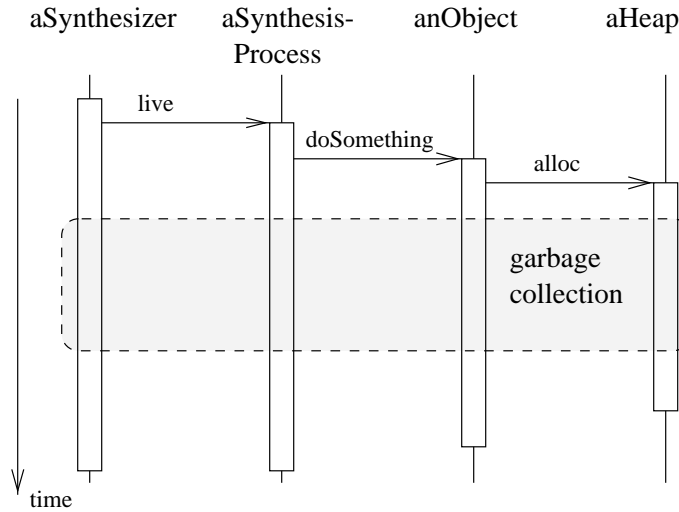 aSynthesizer
aSynthesis-
Process
anObject
aHeap
live
doSomething
alloc
garbage
collection
time